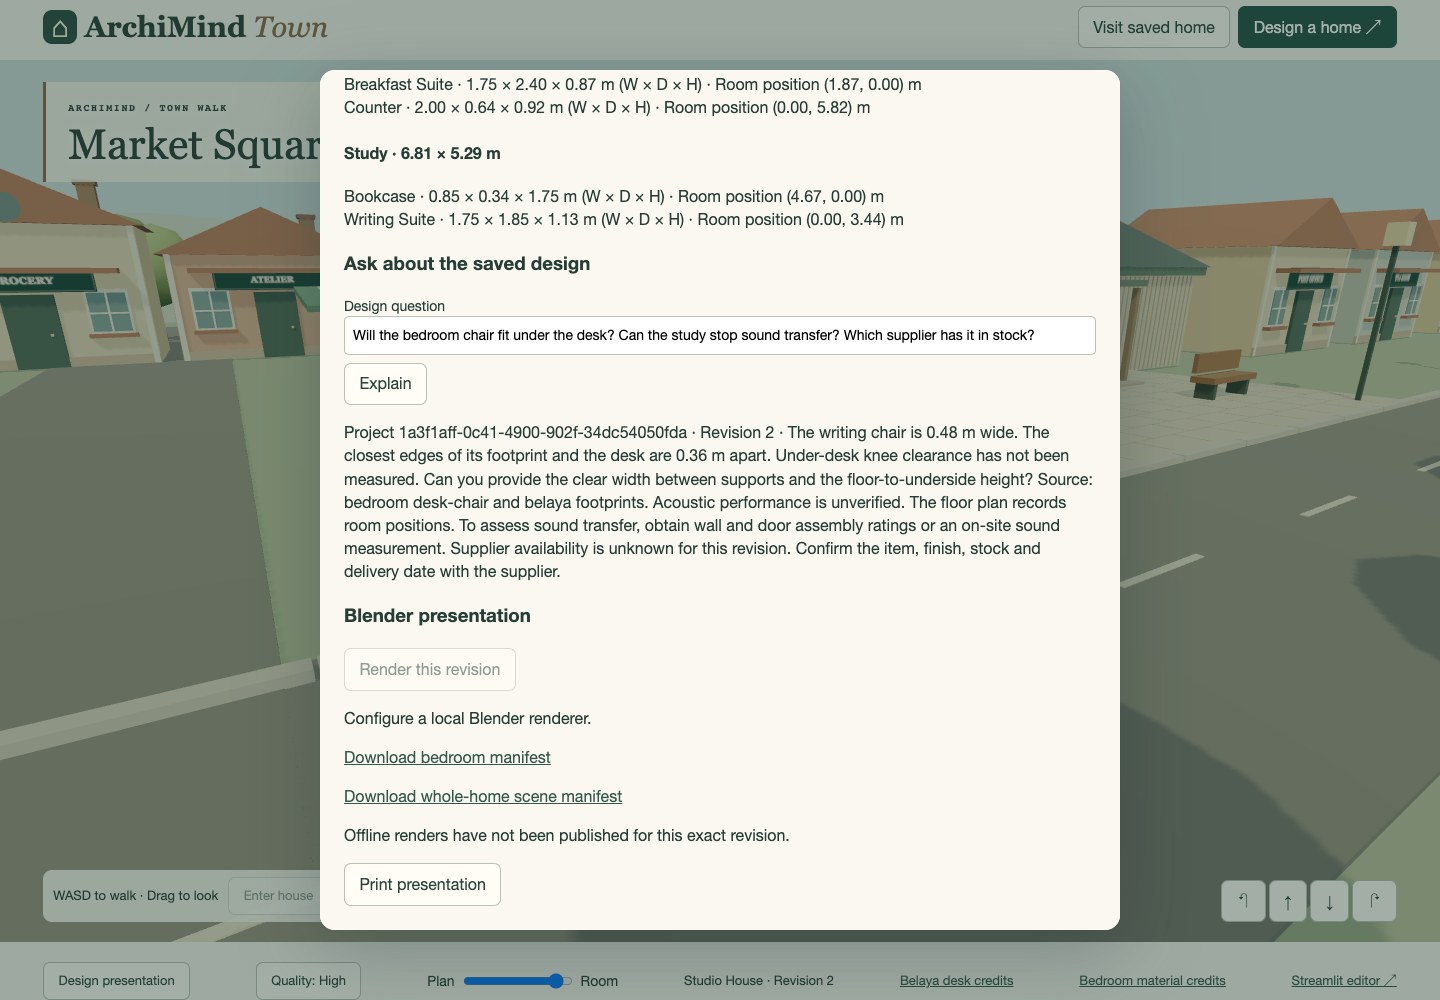 ArchiMind Town
Visit saved home
Design a home ↗
ARCHIMIND / TOWN WALK
Market Squar
ROCERY
ATELIER
Breakfast Suite · 1.75 × 2.40 × 0.87 m (W × D × H) · Room position (1.87, 0.00) m
Counter · 2.00 × 0.64 × 0.92 m (W × D × H) · Room position (0.00, 5.82) m
Study · 6.81 × 5.29 m
Bookcase · 0.85 × 0.34 × 1.75 m (W × D × H) · Room position (4.67, 0.00) m
Writing Suite · 1.75 × 1.85 × 1.13 m (W × D × H) · Room position (0.00, 3.44) m
Ask about the saved design
Design question
Will the bedroom chair fit under the desk? Can the study stop sound transfer? Which supplier has it in stock?
Explain
Project 1a3f1aff-0c41-4900-902f-34dc54050fda · Revision 2 · The writing chair is 0.48 m wide. The
closest edges of its footprint and the desk are 0.36 m apart. Under-desk knee clearance has not been
measured. Can you provide the clear width between supports and the floor-to-underside height? Source:
bedroom desk-chair and belaya footprints. Acoustic performance is unverified. The floor plan records
room positions. To assess sound transfer, obtain wall and door assembly ratings or an on-site sound
measurement. Supplier availability is unknown for this revision. Confirm the item, finish, stock and
delivery date with the supplier.
Blender presentation
Render this revision
Configure a local Blender renderer.
Download bedroom manifest
Download whole-home scene manifest
Offline renders have not been published for this exact revision.
Print presentation
WASD to walk · Drag to look
Enter house
↰ ↑ ↓ ↱
Design presentation
Quality: High
Plan
Room
Studio House · Revision 2
Belaya desk credits
Bedroom material credits
Streamlit editor ↗